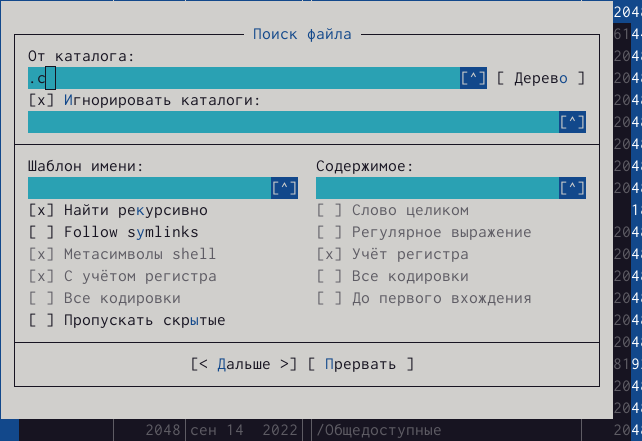 Поиск файла
От каталога:
.c [^] [ Дерево ]
[x] Игнорировать каталоги:
[^]
Шаблон имени:
[^]
[x] Найти рекурсивно
[ ] Follow symlinks
[x] Метасимволы shell
[x] С учётом регистра
[ ] Все кодировки
[ ] Пропускать скрытые
Содержимое:
[^]
[ ] Слово целиком
[ ] Регулярное выражение
[x] Учёт регистра
[ ] Все кодировки
[ ] До первого вхождения
[< Дальше >] [ Прервать ]
2048 сен 14 2022 /Общедоступные